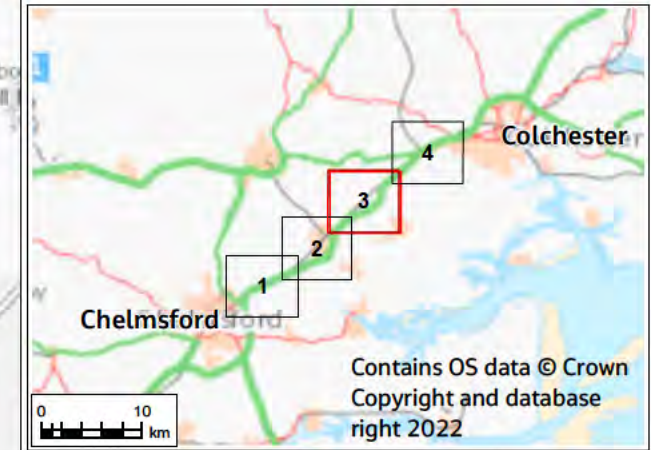 Colchester
4
3
2
1
Chelmsford
Contains OS data © Crown
Copyright and database
right 2022
0 10
km